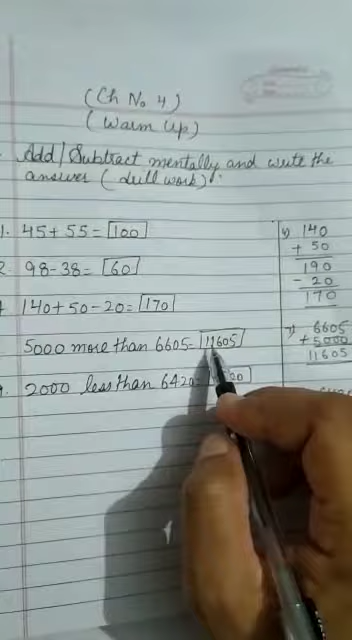 (Ch No. 4)
(Warm Up)
Add/Subtract mentally and write the
answer (drill work):
1. 45+55= 100
2. 98-38= 60
140+50-20= 170
5000 more than 6605= 11605
2000 less than 6420= 20
140
+ 50
190
- 20
170
6605
+5000
11605